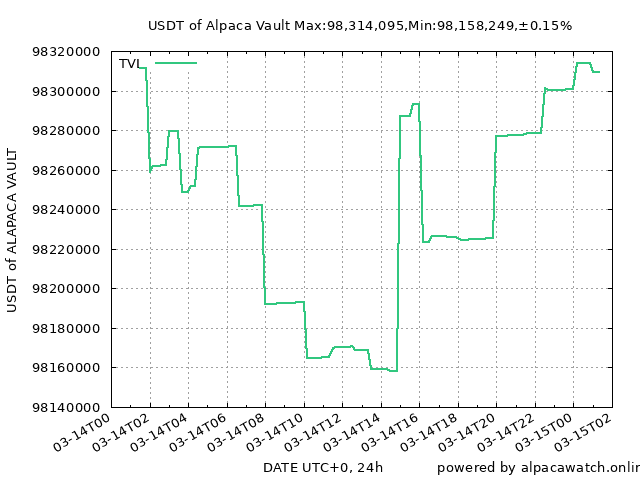 USDT of Alpaca Vault Max:98,314,095,Min:98,158,249,±0.15%
TVL
98320000
98300000
98280000
98260000
98240000
98220000
98200000
98180000
98160000
98140000
USDT of ALAPACA VAULT
03-14T00
03-14T02
03-14T04
03-14T06
03-14T08
03-14T10
03-14T12
03-14T14
03-14T16
03-14T18
03-14T20
03-14T22
03-15T00
03-15T02
DATE UTC+0, 24h
powered by alpacawatch.onlin